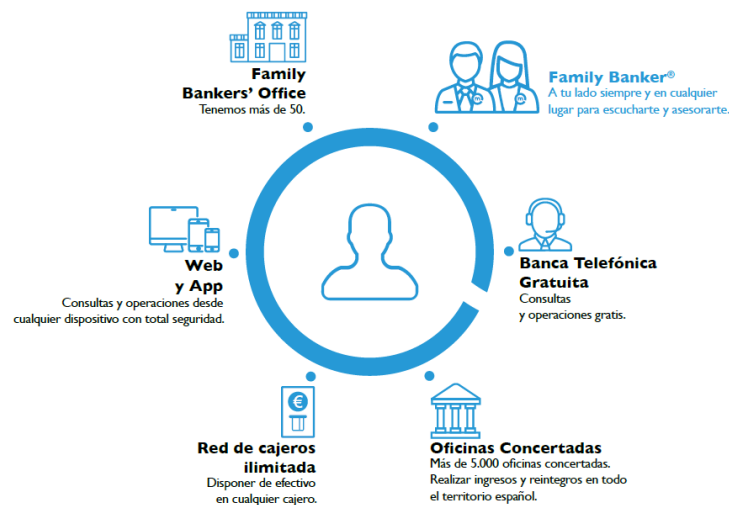 Family
Bankers' Office
Tenemos más de 50.
Family Banker®
A tu lado siempre y en cualquier
lugar para escucharte y asesorarte.
Web
y App
Consultas y operaciones desde
cualquier dispositivo con total seguridad.
Banca Telefónica
Gratuita
Consultas
y operaciones gratis.
€
Red de cajeros
ilimitada
Disponer de efectivo
en cualquier cajero.
Oficinas Concertadas
Más de 5.000 oficinas concertadas.
Realizar ingresos y reintegros en todo
el territorio español.